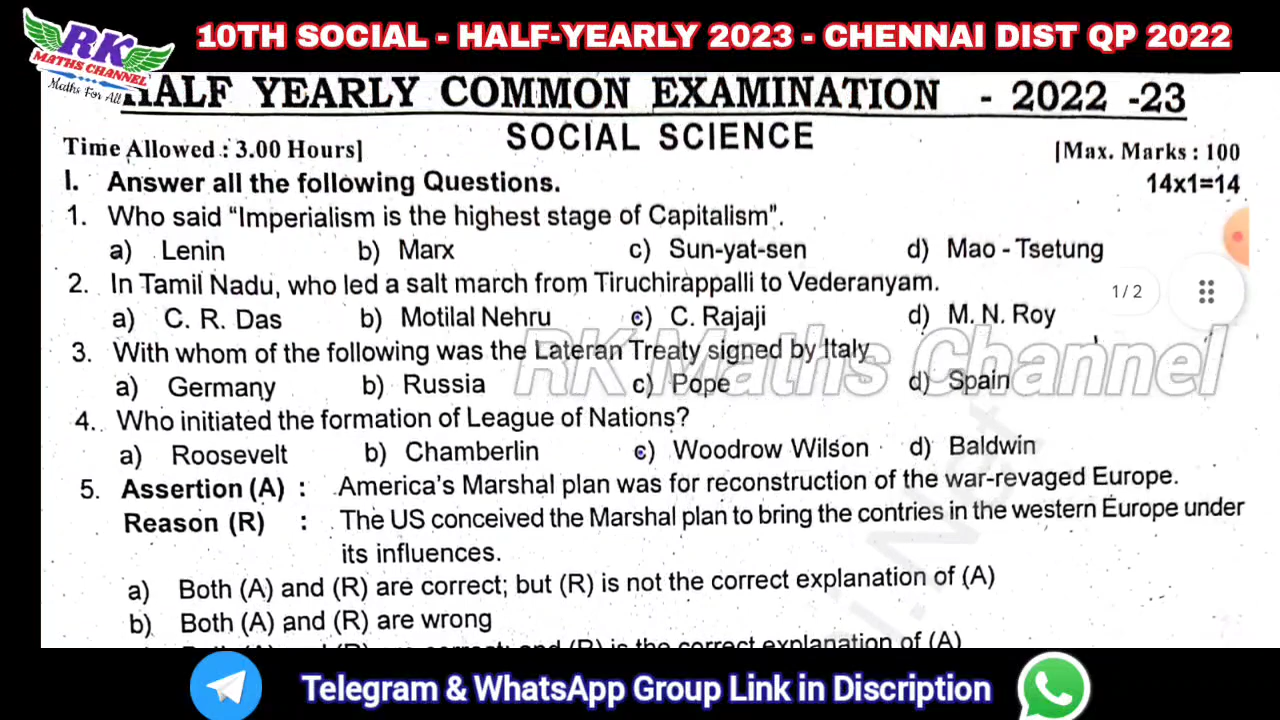 RK
MATHS CHANNEL
Maths For All
10TH SOCIAL - HALF-YEARLY 2023 - CHENNAI DIST QP 2022
HALF YEARLY COMMON EXAMINATION - 2022 -23
SOCIAL SCIENCE
Time Allowed : 3.00 Hours] [Max. Marks : 100
I. Answer all the following Questions. 14x1=14
1. Who said “Imperialism is the highest stage of Capitalism”.
a) Lenin b) Marx c) Sun-yat-sen d) Mao - Tsetung
2. In Tamil Nadu, who led a salt march from Tiruchirappalli to Vederanyam.
1 / 2
a) C. R. Das b) Motilal Nehru c) C. Rajaji d) M. N. Roy
3. With whom of the following was the Lateran Treaty signed by Italy
RK Maths Channel
a) Germany b) Russia c) Pope d) Spain
4. Who initiated the formation of League of Nations?
a) Roosevelt b) Chamberlin c) Woodrow Wilson d) Baldwin
5. Assertion (A) : America's Marshal plan was for reconstruction of the war-revaged Europe.
Reason (R) : The US conceived the Marshal plan to bring the contries in the western Europe under
its influences.
a) Both (A) and (R) are correct; but (R) is not the correct explanation of (A)
b) Both (A) and (R) are wrong
(R) is the correct explanation of (A)
Telegram & WhatsApp Group Link in Discription